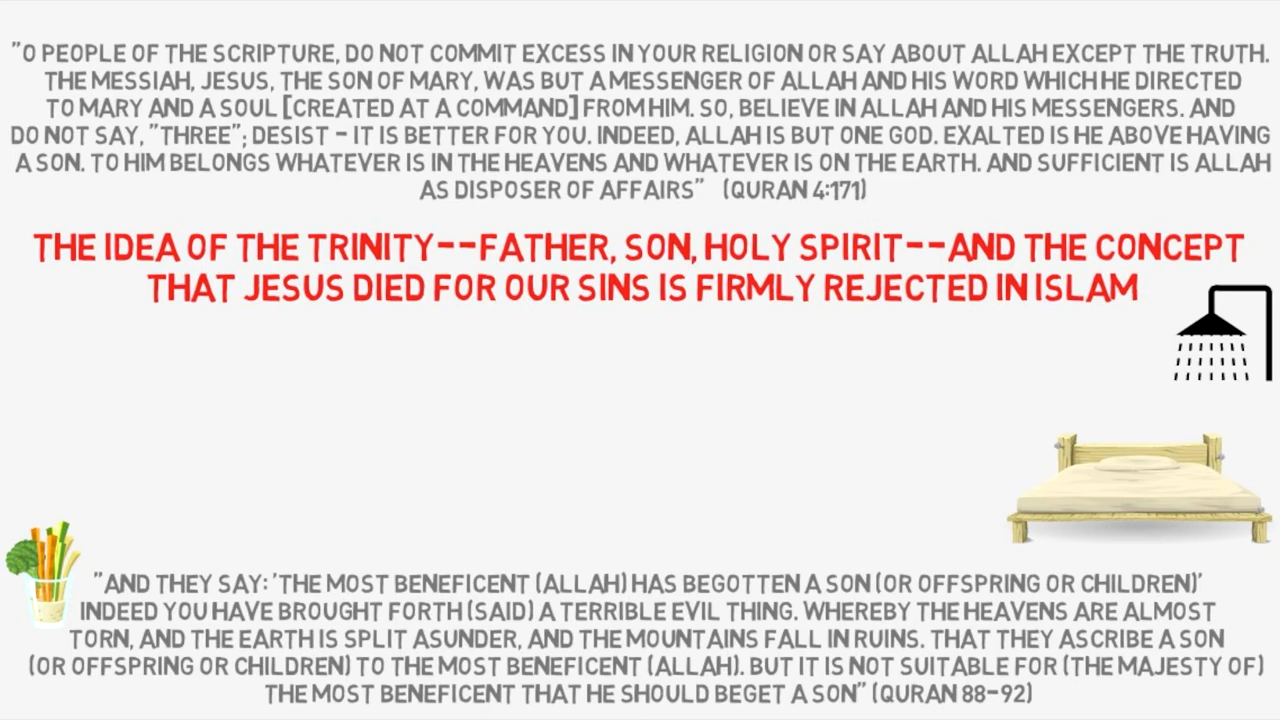 "O PEOPLE OF THE SCRIPTURE, DO NOT COMMIT EXCESS IN YOUR RELIGION OR SAY ABOUT ALLAH EXCEPT THE TRUTH.
THE MESSIAH, JESUS, THE SON OF MARY, WAS BUT A MESSENGER OF ALLAH AND HIS WORD WHICH HE DIRECTED
TO MARY AND A SOUL [CREATED AT A COMMAND] FROM HIM. SO, BELIEVE IN ALLAH AND HIS MESSENGERS. AND
DO NOT SAY, "THREE"; DESIST - IT IS BETTER FOR YOU. INDEED, ALLAH IS BUT ONE GOD. EXALTED IS HE ABOVE HAVING
A SON. TO HIM BELONGS WHATEVER IS IN THE HEAVENS AND WHATEVER IS ON THE EARTH. AND SUFFICIENT IS ALLAH
AS DISPOSER OF AFFAIRS" (QURAN 4:171)
THE IDEA OF THE TRINITY--FATHER, SON, HOLY SPIRIT--AND THE CONCEPT
THAT JESUS DIED FOR OUR SINS IS FIRMLY REJECTED IN ISLAM
"AND THEY SAY: 'THE MOST BENEFICENT (ALLAH) HAS BEGOTTEN A SON (OR OFFSPRING OR CHILDREN)'
INDEED YOU HAVE BROUGHT FORTH (SAID) A TERRIBLE EVIL THING. WHEREBY THE HEAVENS ARE ALMOST
TORN, AND THE EARTH IS SPLIT ASUNDER, AND THE MOUNTAINS FALL IN RUINS. THAT THEY ASCRIBE A SON
(OR OFFSPRING OR CHILDREN) TO THE MOST BENEFICENT (ALLAH). BUT IT IS NOT SUITABLE FOR (THE MAJESTY OF)
THE MOST BENEFICENT THAT HE SHOULD BEGET A SON" (QURAN 88-92)